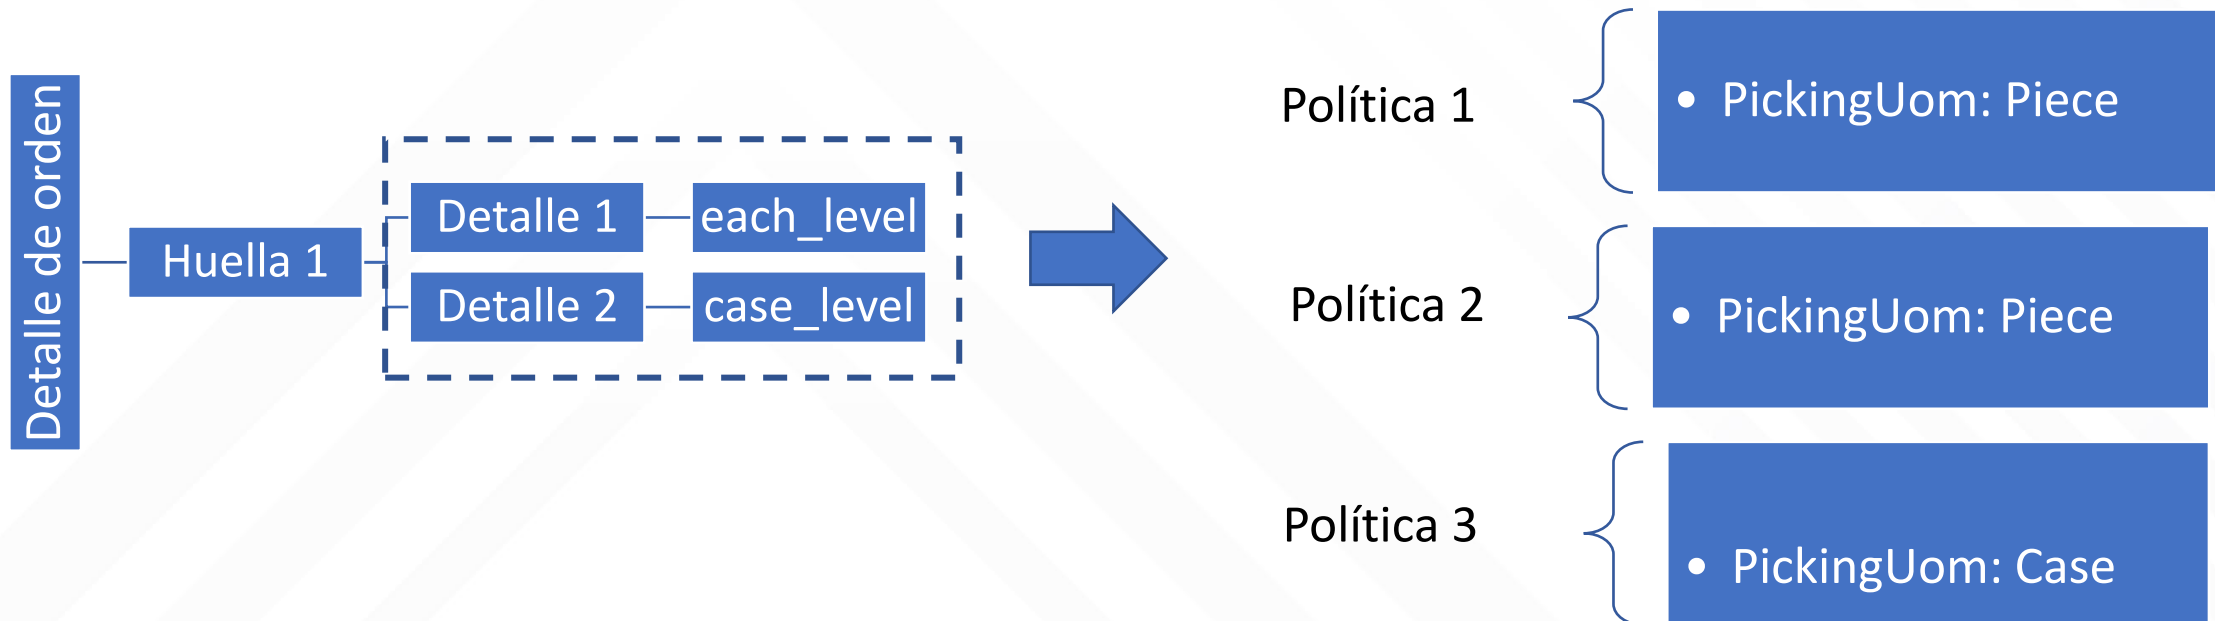 Detalle de orden
Huella 1
Detalle 1
each_level
Detalle 2
case_level
Política 1
• PickingUom: Piece
Política 2
• PickingUom: Piece
Política 3
• PickingUom: Case